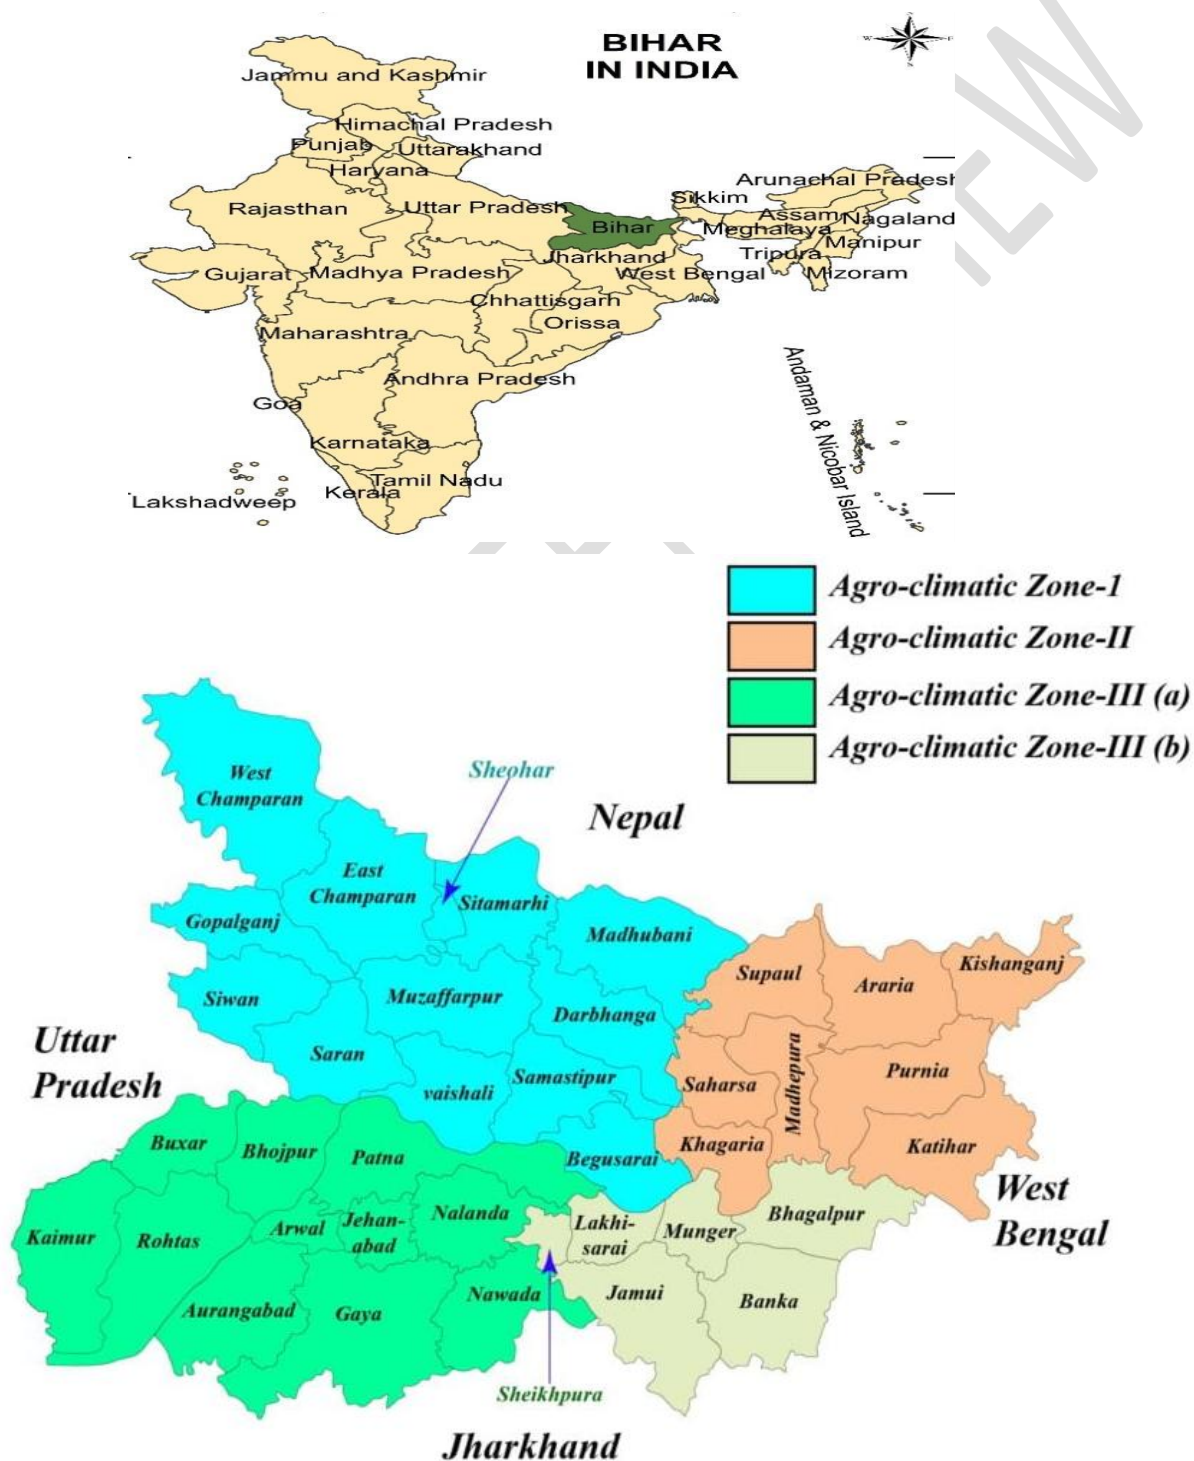 BIHAR
IN INDIA
W
E
N
S
Jammu and Kashmir
Himachal Pradesh
Punjab
Uttarakhand
Haryana
Rajasthan
Uttar Pradesh
Bihar
Sikkim
Arunachal Pradesh
Assam
Nagaland
Meghalaya
Manipur
Tripura
Mizoram
Jharkhand
West Bengal
Gujarat
Madhya Pradesh
Chhattisgarh
Orissa
Maharashtra
Andhra Pradesh
Goa
Karnataka
Tamil Nadu
Kerala
Lakshadweep
Andaman & Nicobar Island
Agro-climatic Zone-1
Agro-climatic Zone-II
Agro-climatic Zone-III (a)
Agro-climatic Zone-III (b)
Nepal
Sheohar
West
Champaran
East
Champaran
Sitamarhi
Gopalganj
Madhubani
Siwan
Muzaffarpur
Darbhanga
Supaul
Araria
Kishanganj
Uttar
Pradesh
Saran
vaishali
Samastipur
Saharsa
Madhepura
Purnia
Khagaria
Katihar
Begusarai
Buxar
Bhojpur
Patna
West
Bengal
Kaimur
Rohtas
Arwal
Jehan-
abad
Nalanda
Lakhi-
sarai
Munger
Bhagalpur
Aurangabad
Gaya
Nawada
Jamui
Banka
Sheikhpura
Jharkhand